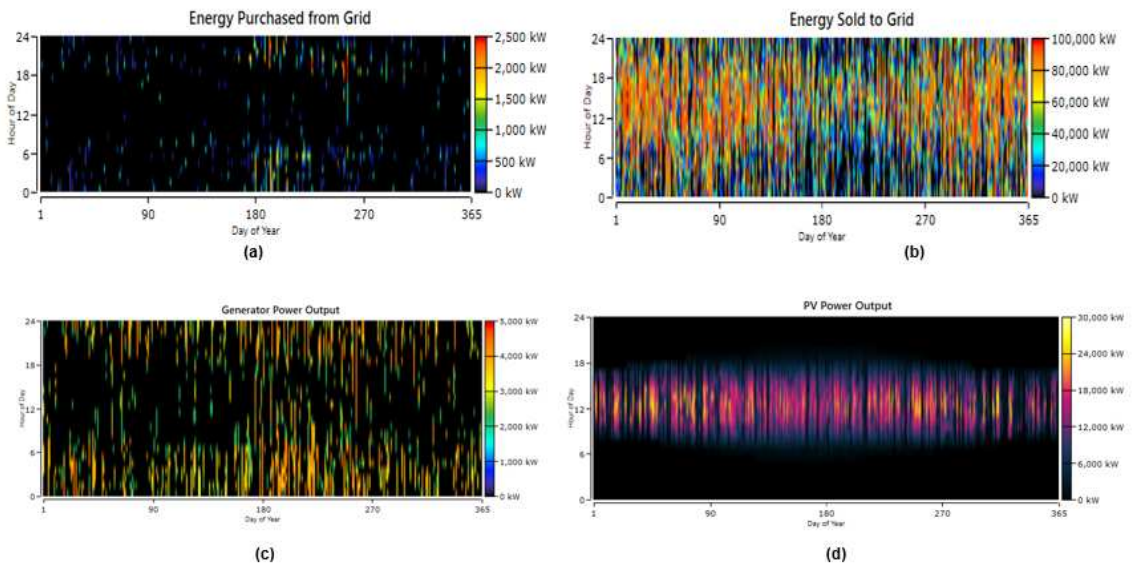 Energy Purchased from Grid
24
18
12
6
0
Hour of Day
1
90
180
270
365
Day of Year
2,500 kW
2,000 kW
1,500 kW
1,000 kW
500 kW
0 kW
(a)
Energy Sold to Grid
24
18
12
6
0
Hour of Day
1
90
180
270
365
Day of Year
100,000 kW
80,000 kW
60,000 kW
40,000 kW
20,000 kW
0 kW
(b)
Generator Power Output
24
18
12
6
0
Hour of Day
1
90
180
270
365
Day of Year
5,000 kW
4,000 kW
3,000 kW
2,000 kW
1,000 kW
0 kW
(c)
PV Power Output
24
18
12
6
0
Hour of Day
1
90
180
270
365
Day of Year
30,000 kW
24,000 kW
18,000 kW
12,000 kW
6,000 kW
0 kW
(d)